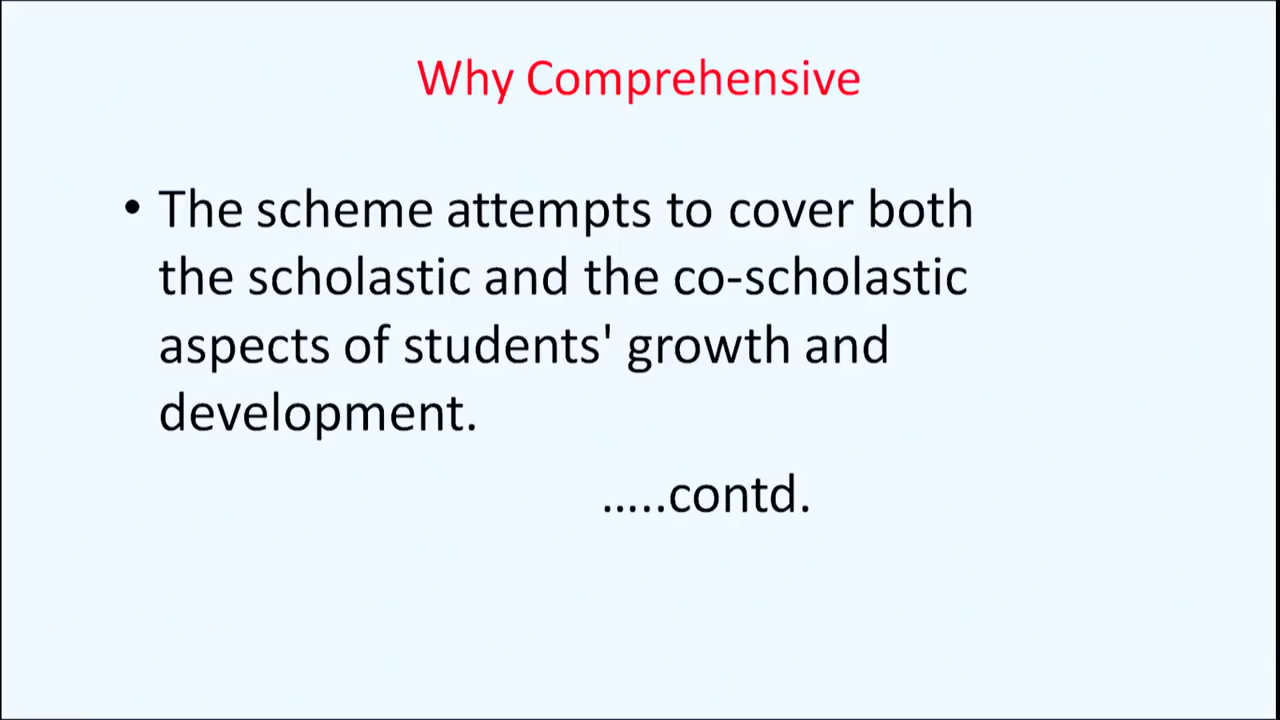 Why Comprehensive
• The scheme attempts to cover both
the scholastic and the co-scholastic
aspects of students' growth and
development.
.....contd.